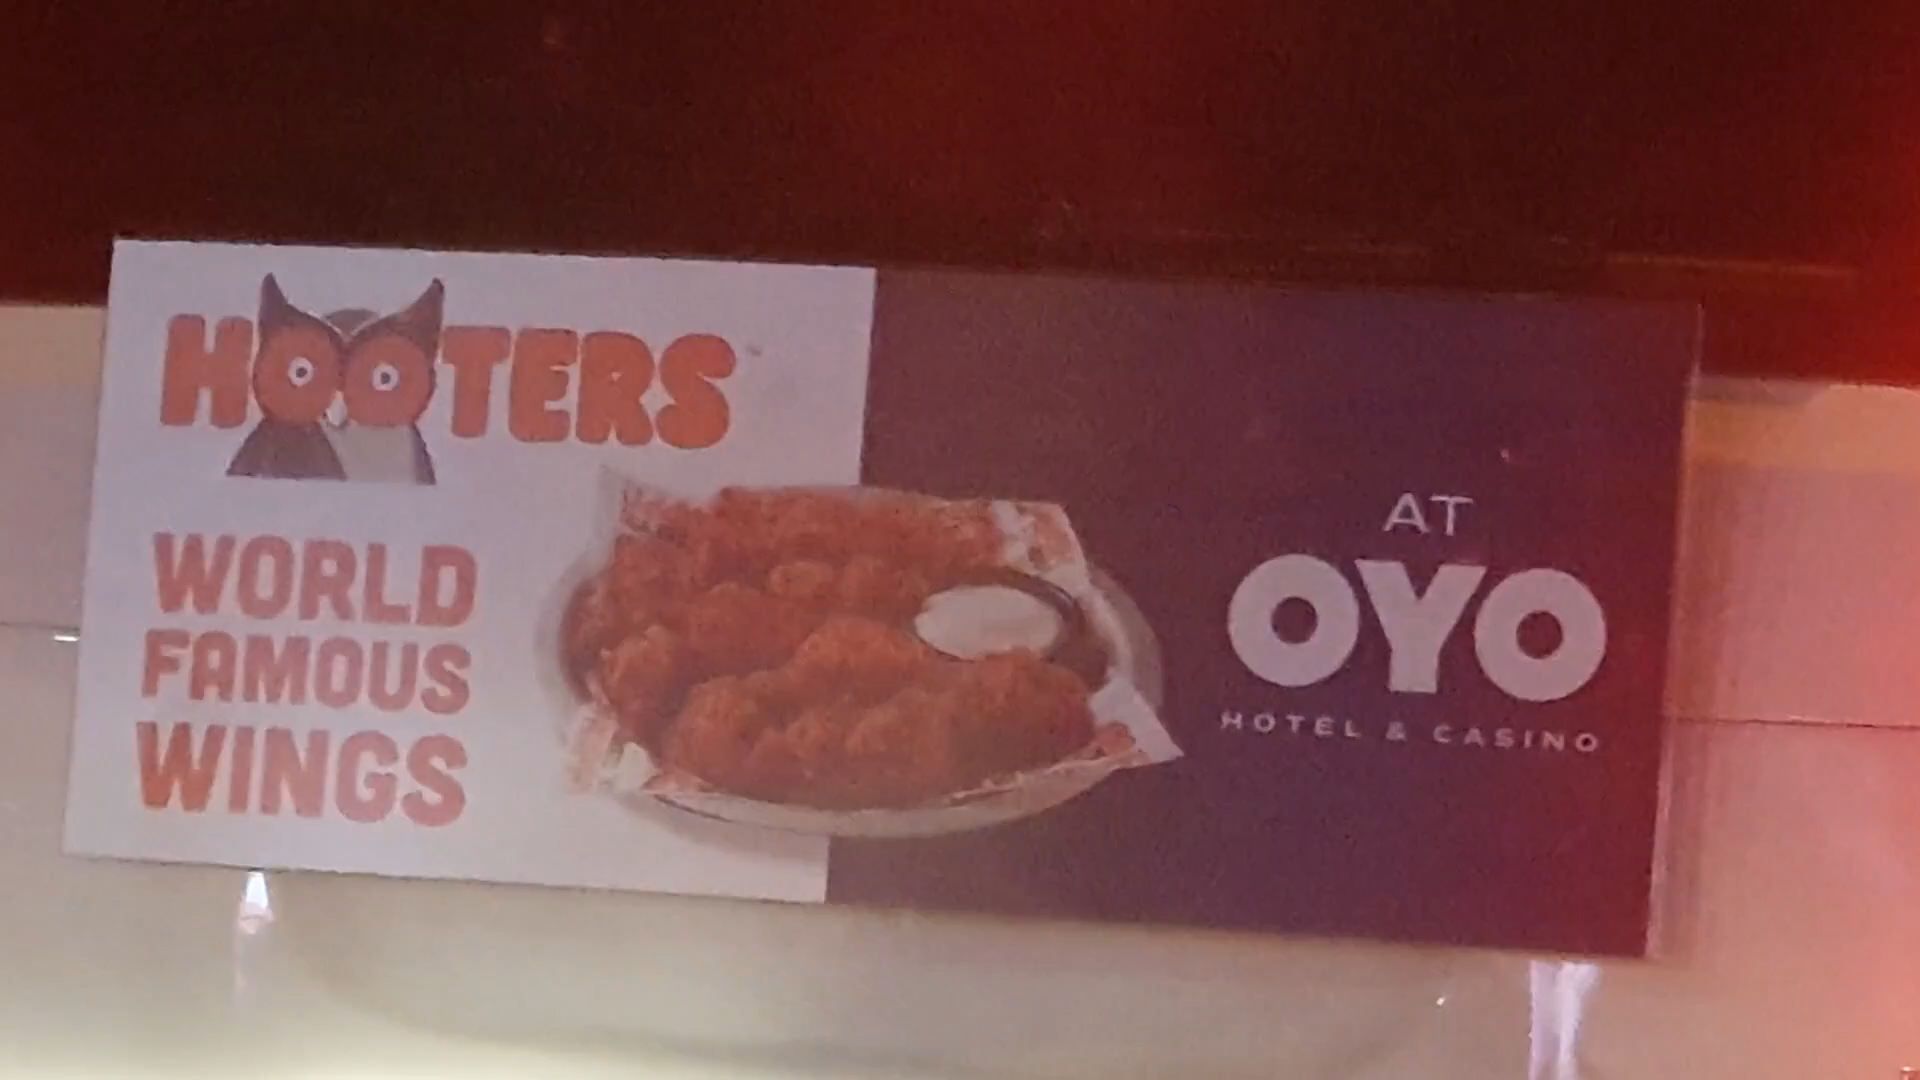 HOOTERS
WORLD
FAMOUS
WINGS
AT
OYO
HOTEL & CASINO